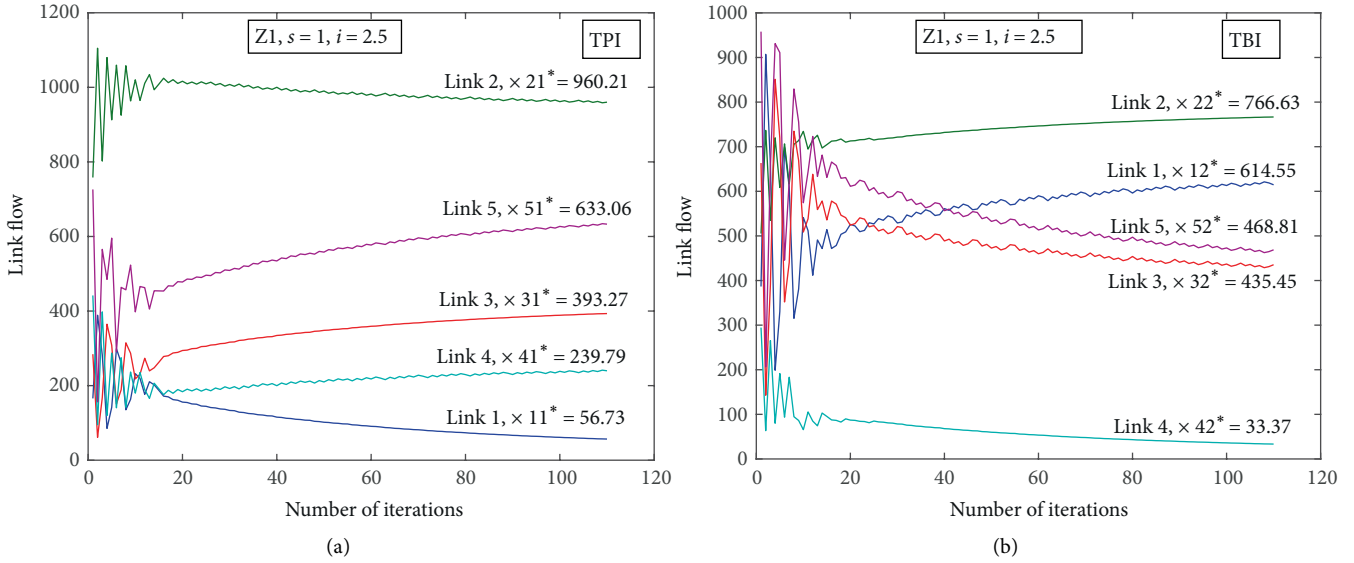 Z1, s = 1, i = 2.5
TPI
Link flow
1200
1000
800
600
400
200
0
Link 2, × 21* = 960.21
Link 5, × 51* = 633.06
Link 3, × 31* = 393.27
Link 4, × 41* = 239.79
Link 1, × 11* = 56.73
0 20 40 60 80 100 120
Number of iterations
(a)
Z1, s = 1, i = 2.5
TBI
Link flow
1000
900
800
700
600
500
400
300
200
100
0
Link 2, × 22* = 766.63
Link 1, × 12* = 614.55
Link 5, × 52* = 468.81
Link 3, × 32* = 435.45
Link 4, × 42* = 33.37
0 20 40 60 80 100 120
Number of iterations
(b)